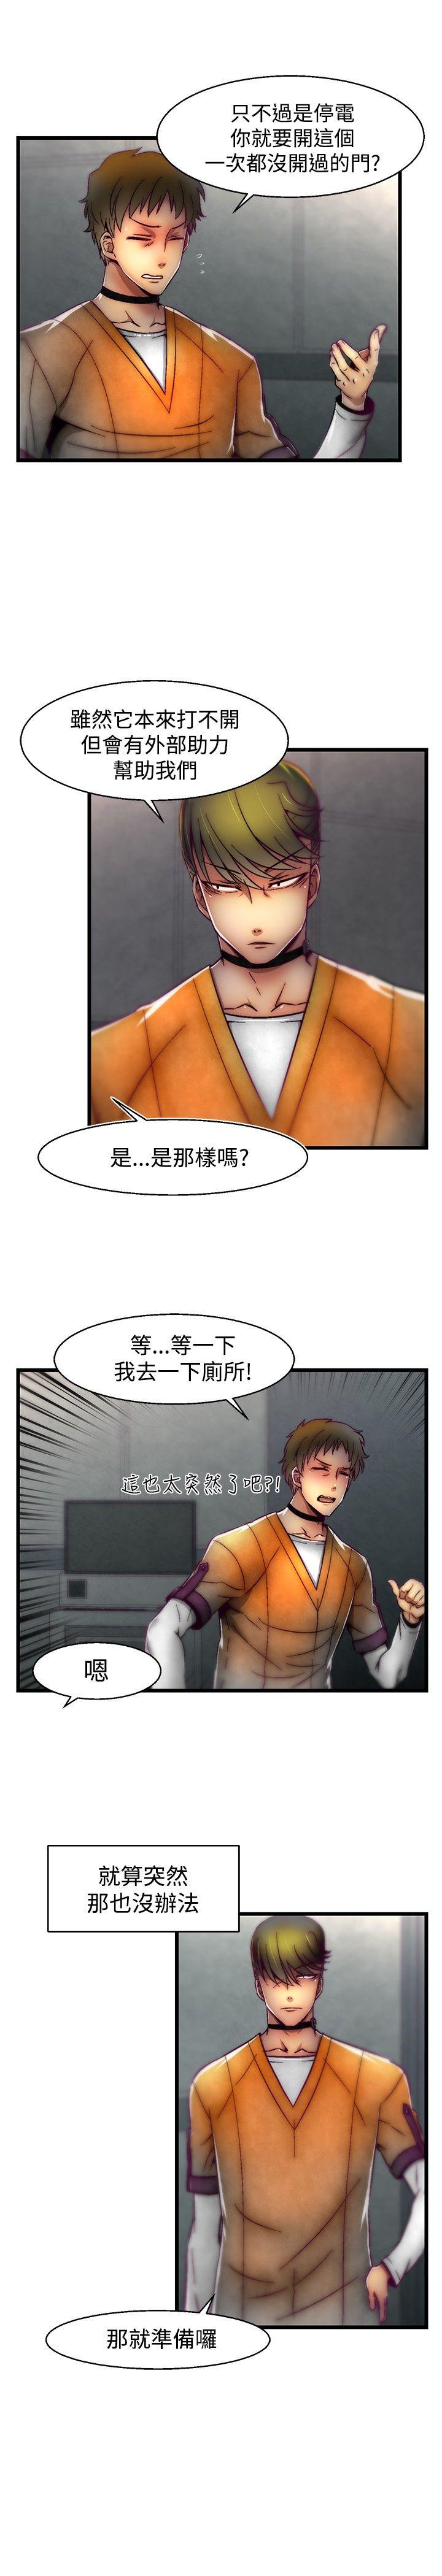 只不過是停電
你就要開這個
一次都沒開過的門?
雖然它本來打不開
但會有外部助力
幫助我們
是...是那樣嗎?
等...等一下
我去一下廁所!
這也太突然了吧?!
嗯
就算突然
那也沒辦法
那就準備囉